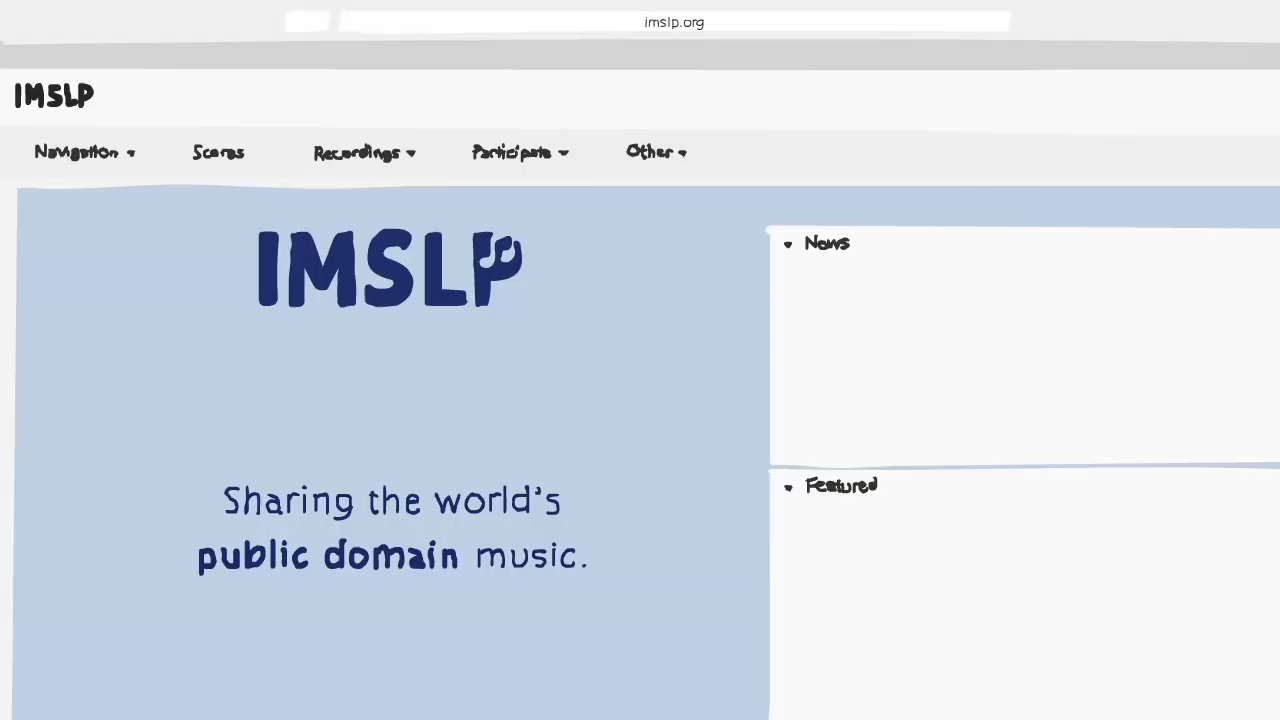 imslp.org
IMSLP
Navigation Scores Recordings Participate Other
IMSLP
News
Featured
Sharing the world's
public domain music.